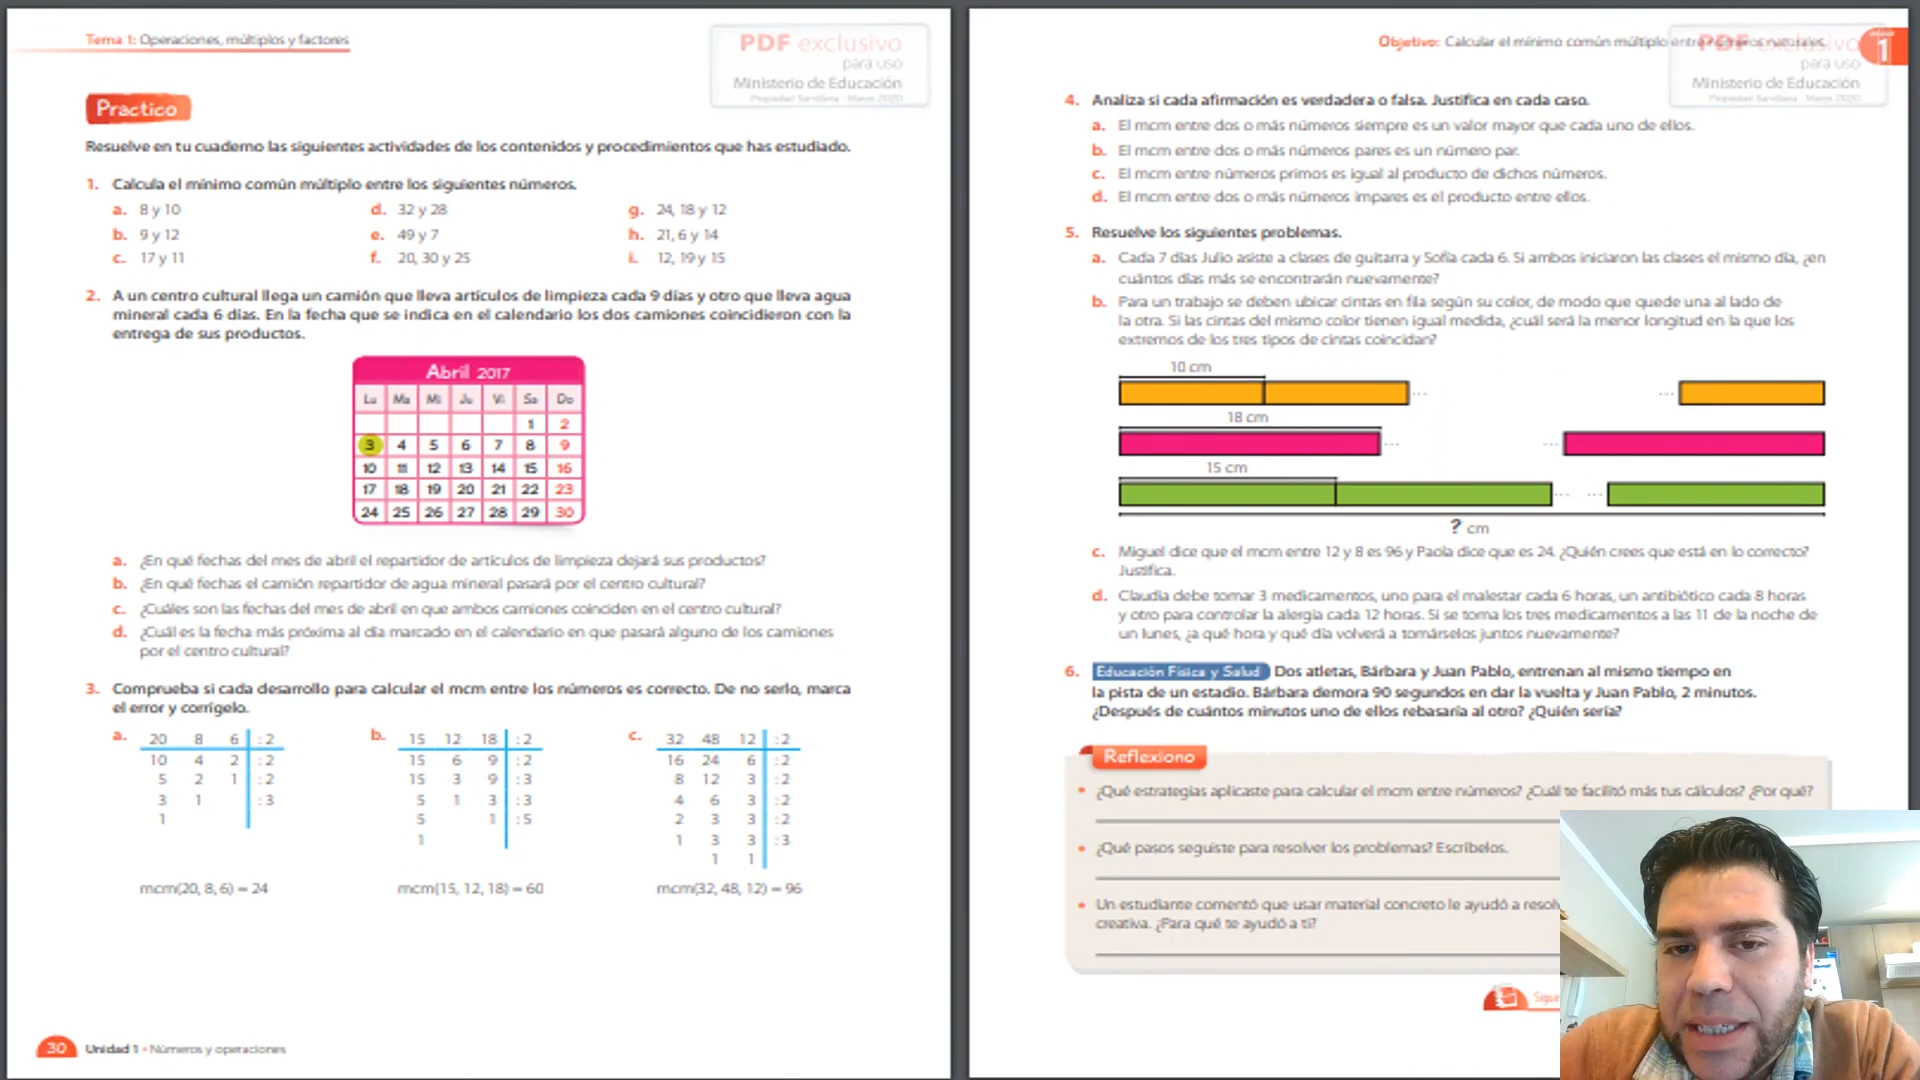 Tema 1: Operaciones, múltiplos y factores
PDF exclusivo
para uso
Ministerio de Educación
Propiedad Santillana - Marzo 2020
Practico
Resuelve en tu cuaderno las siguientes actividades de los contenidos y procedimientos que has estudiado.
1. Calcula el mínimo común múltiplo entre los siguientes números.
a. 8 y 10 d. 32 y 28 g. 24, 18 y 12
b. 9 y 12 e. 49 y 7 h. 21, 6 y 14
c. 17 y 11 f. 20, 30 y 25 i. 12, 19 y 15
2. A un centro cultural llega un camión que lleva artículos de limpieza cada 9 días y otro que lleva agua
mineral cada 6 días. En la fecha que se indica en el calendario los dos camiones coincidieron con la
entrega de sus productos.
Abril 2017
Lu Ma Mi Ju Vi Sa Do
1 2
3 4 5 6 7 8 9
10 11 12 13 14 15 16
17 18 19 20 21 22 23
24 25 26 27 28 29 30
a. ¿En qué fechas del mes de abril el repartidor de artículos de limpieza dejará sus productos?
b. ¿En qué fechas el camión repartidor de agua mineral pasará por el centro cultural?
c. ¿Cuáles son las fechas del mes de abril en que ambos camiones coinciden en el centro cultural?
d. ¿Cuál es la fecha más próxima al día marcado en el calendario en que pasará alguno de los camiones
por el centro cultural?
3. Comprueba si cada desarrollo para calcular el mcm entre los números es correcto. De no serlo, marca
el error y corrígelo.
a. 20 8 6 : 2
10 4 2 : 2
5 2 1 : 2
3 1 : 3
1
mcm(20, 8, 6) = 24
b. 15 12 18 : 2
15 6 9 : 2
15 3 9 : 3
5 1 3 : 3
5 1 : 5
1
mcm(15, 12, 18) = 60
c. 32 48 12 : 2
16 24 6 : 2
8 12 3 : 2
4 6 3 : 2
2 3 3 : 2
1 3 3 : 3
1 1
mcm(32, 48, 12) = 96
30 Unidad 1 • Números y operaciones
Objetivo: Calcular el mínimo común múltiplo entre números naturales.
1
PDF exclusivo
para uso
Ministerio de Educación
Propiedad Santillana - Marzo 2020
4. Analiza si cada afirmación es verdadera o falsa. Justifica en cada caso.
a. El mcm entre dos o más números siempre es un valor mayor que cada uno de ellos.
b. El mcm entre dos o más números pares es un número par.
c. El mcm entre números primos es igual al producto de dichos números.
d. El mcm entre dos o más números impares es el producto entre ellos.
5. Resuelve los siguientes problemas.
a. Cada 7 días Julio asiste a clases de guitarra y Sofía cada 6. Si ambos iniciaron las clases el mismo día, ¿en
cuántos días más se encontrarán nuevamente?
b. Para un trabajo se deben ubicar cintas en fila según su color, de modo que quede una al lado de
la otra. Si las cintas del mismo color tienen igual medida, ¿cuál será la menor longitud en la que los
extremos de los tres tipos de cintas coincidan?
10 cm
... ...
18 cm
... ...
15 cm
... ...
? cm
c. Miguel dice que el mcm entre 12 y 8 es 96 y Paola dice que es 24. ¿Quién crees que está en lo correcto?
Justifica.
d. Claudia debe tomar 3 medicamentos, uno para el malestar cada 6 horas, un antibiótico cada 8 horas
y otro para controlar la alergia cada 12 horas. Si se toma los tres medicamentos a las 11 de la noche de
un lunes, ¿a qué hora y qué día volverá a tomárselos juntos nuevamente?
6. Educación Física y Salud Dos atletas, Bárbara y Juan Pablo, entrenan al mismo tiempo en
la pista de un estadio. Bárbara demora 90 segundos en dar la vuelta y Juan Pablo, 2 minutos.
¿Después de cuántos minutos uno de ellos rebasaría al otro? ¿Quién sería?
Reflexiono
• ¿Qué estrategias aplicaste para calcular el mcm entre números? ¿Cuál te facilitó más tus cálculos? ¿Por qué?
• ¿Qué pasos seguiste para resolver los problemas? Escríbelos.
• Un estudiante comentó que usar material concreto le ayudó a resol
creativa. ¿Para qué te ayudó a ti?